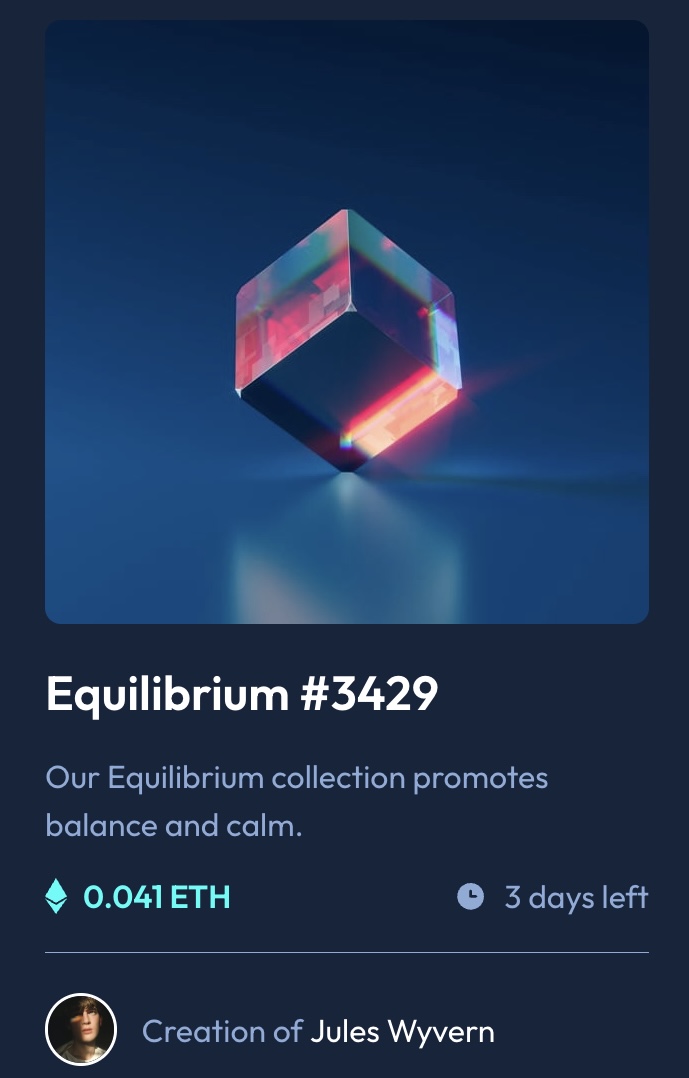 Equilibrium #3429
Our Equilibrium collection promotes
balance and calm.
0.041 ETH
3 days left
Creation of Jules Wyvern